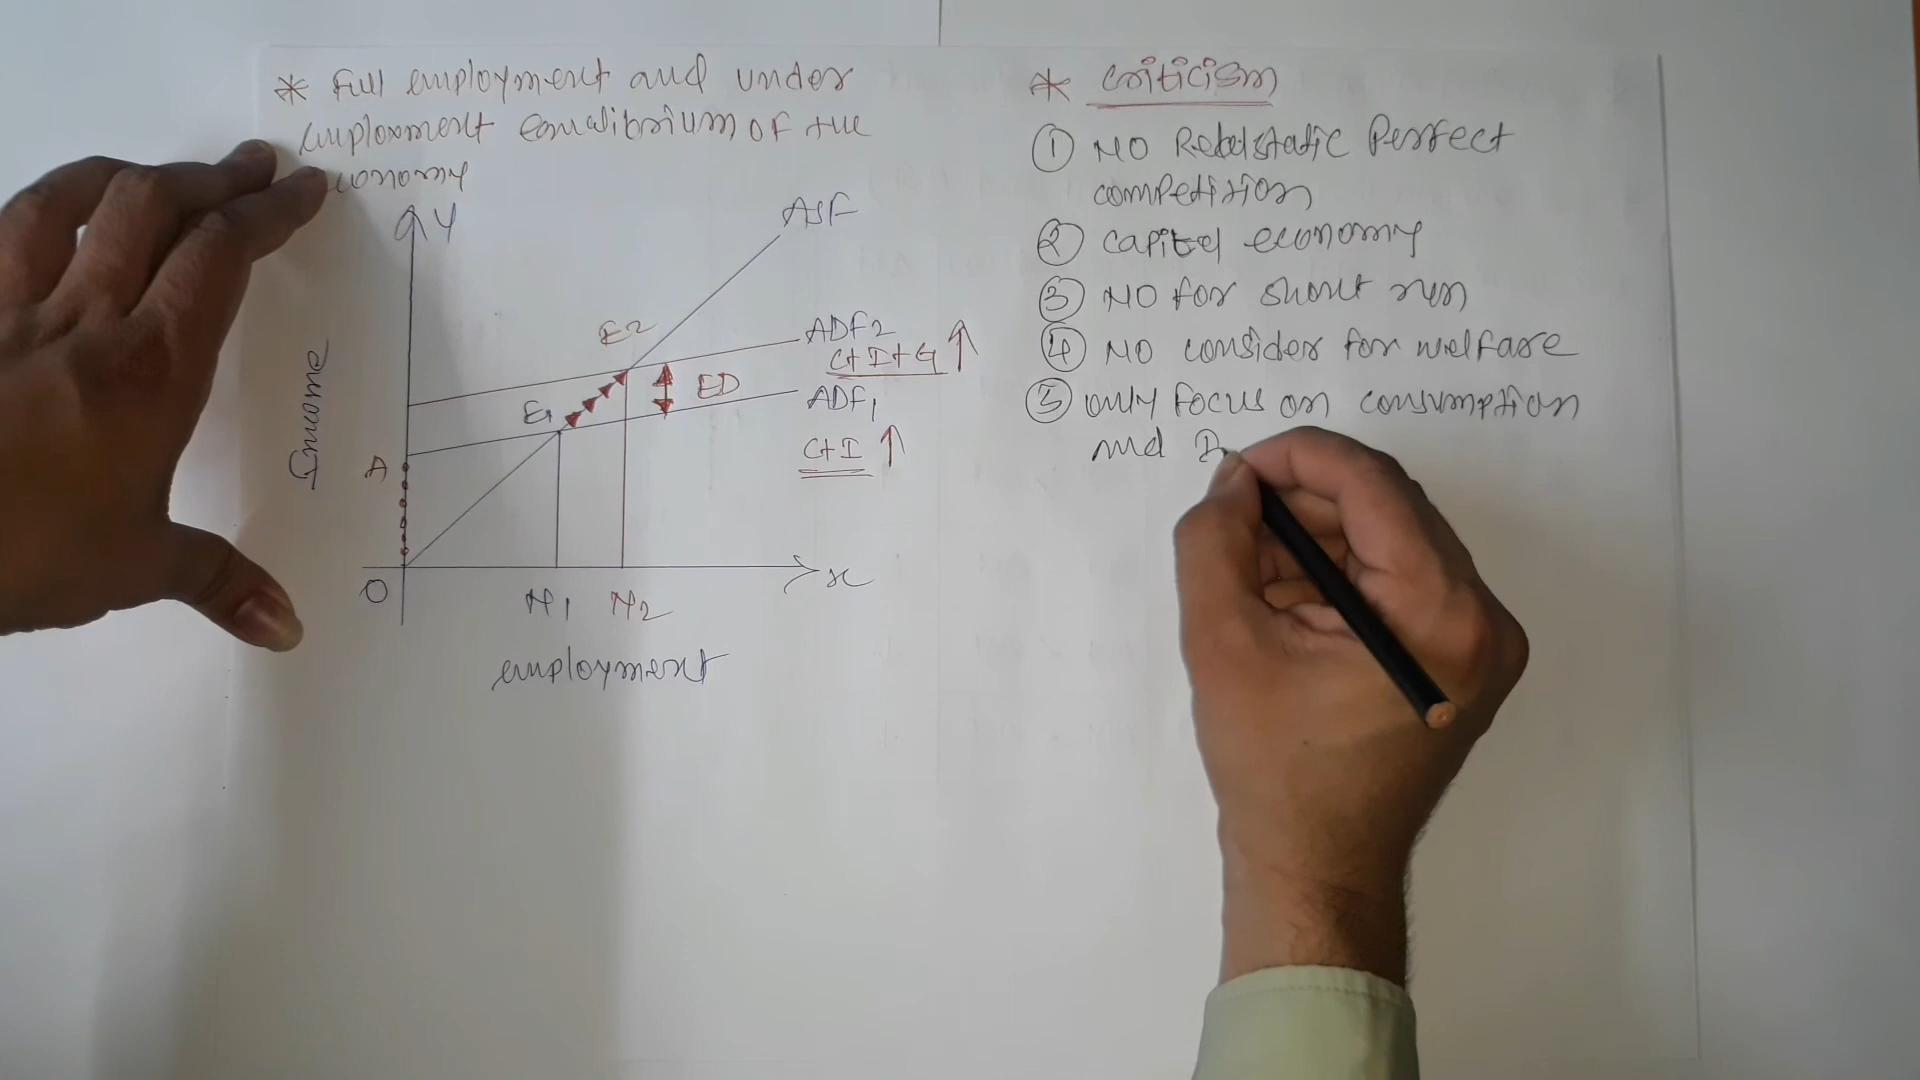 * Full employment and under
employment equilibrium of the
economy
Y
ASF
E2
ADF2
C+I+G
ED
E1
ADF1
C+I
A
Income
O
N1 N2
x
employment
* Criticism
① NO Realstatic Perfect
competition
② capital economy
③ NO for short run
④ NO consider for welfare
⑤ only focus on consumption
and